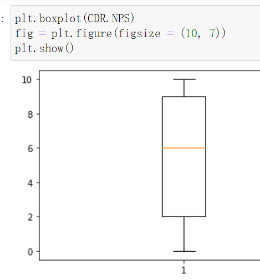 :
plt.boxplot(CDR.NPS)
fig = plt.figure(figsize = (10, 7))
plt.show()
10
8
6
4
2
0
1